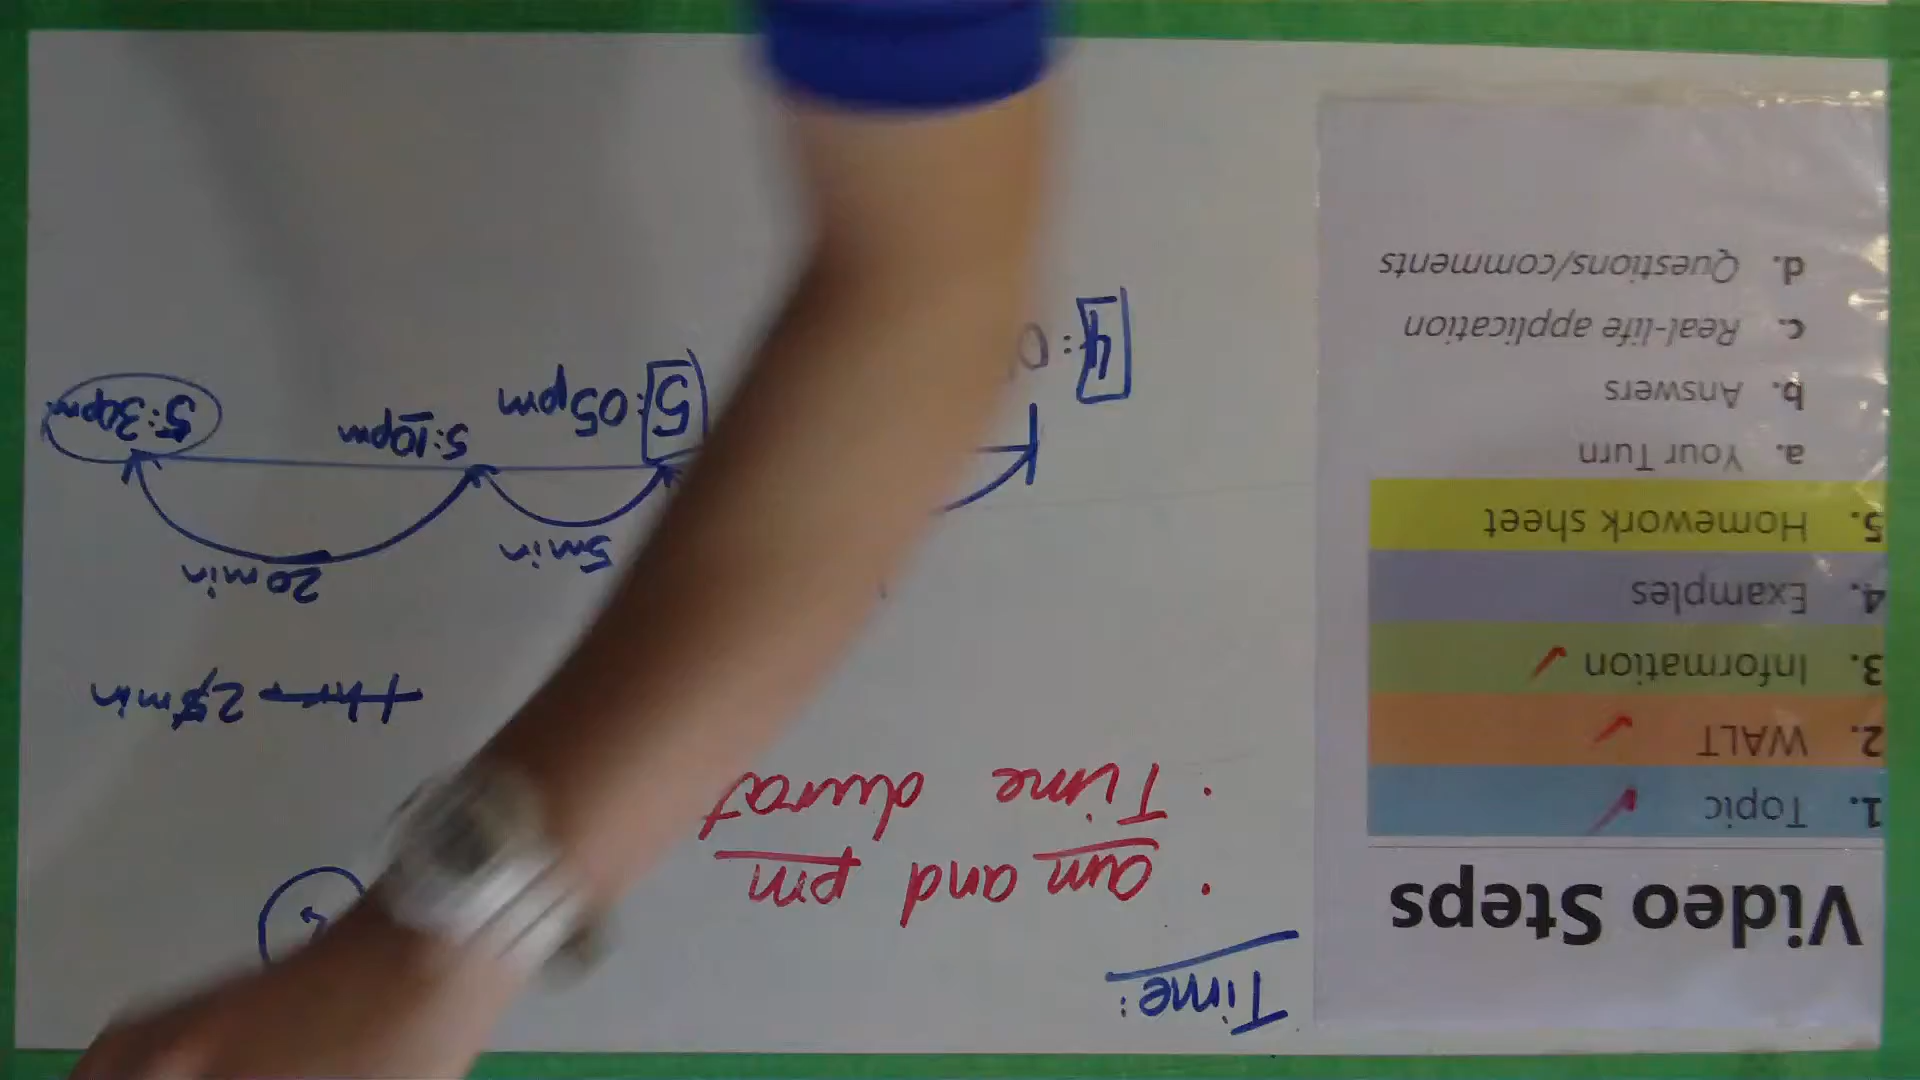 Video Steps
1. Topic
2. WALT
3. Information
4. Examples
5. Homework sheet
a. Your Turn
b. Answers
c. Real-life application
d. Questions/comments
Time:
• am and pm
• Time durat
1hr 25min
5min 20min
4:0 5:05pm 5:10pm 5:30pm